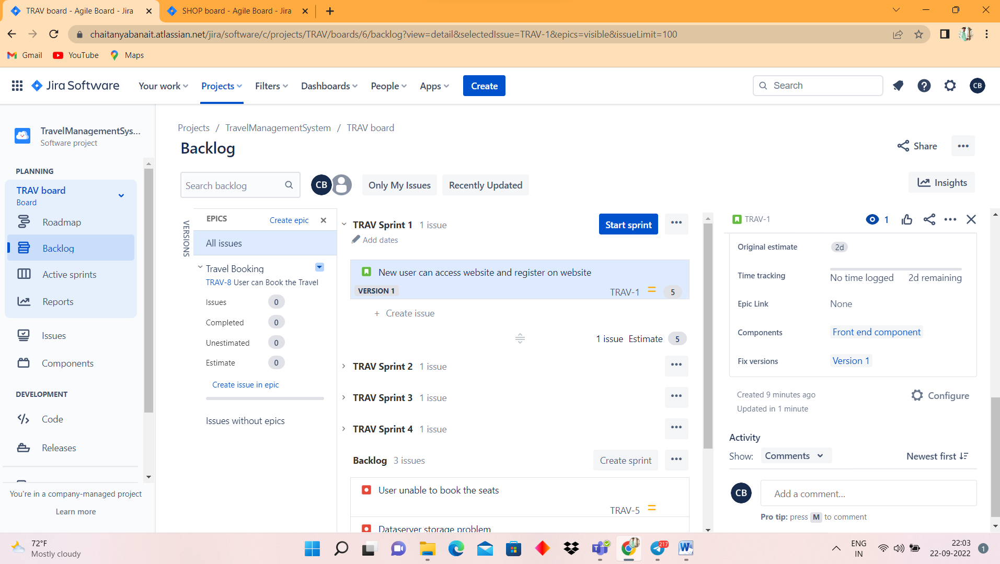 TRAV board - Agile Board - Jira
SHOP board - Agile Board - Jira
chaitanyabanait.atlassian.net/jira/software/c/projects/TRAV/boards/6/backlog?view=detail&selectedIssue=TRAV-1&epics=visible&issueLimit=100
Gmail
YouTube
Maps
Jira Software
Your work
Projects
Filters
Dashboards
People
Apps
Create
Search
CB
TravelManagementSys...
Software project
PLANNING
TRAV board
Board
Roadmap
Backlog
Active sprints
Reports
Issues
Components
DEVELOPMENT
Code
Releases
You're in a company-managed project
Learn more
Projects / TravelManagementSystem / TRAV board
Backlog
Share
Search backlog
CB
Only My Issues
Recently Updated
Insights
VERSIONS
EPICS
Create epic
All issues
Travel Booking
TRAV-8 User can Book the Travel
Issues 0
Completed 0
Unestimated 0
Estimate 0
Create issue in epic
Issues without epics
TRAV Sprint 1 1 issue
Start sprint
Add dates
New user can access website and register on website
VERSION 1
TRAV-1
5
+ Create issue
1 issue Estimate 5
TRAV Sprint 2 1 issue
TRAV Sprint 3 1 issue
TRAV Sprint 4 1 issue
Backlog 3 issues
Create sprint
User unable to book the seats
TRAV-5
Dataserver storage problem
TRAV-1
1
Original estimate 2d
Time tracking
No time logged 2d remaining
Epic Link None
Components Front end component
Fix versions Version 1
Created 9 minutes ago
Updated in 1 minute
Configure
Activity
Show: Comments
Newest first
CB
Add a comment...
Pro tip: press M to comment
72°F
Mostly cloudy
217
ENG
IN
22:03
22-09-2022
1